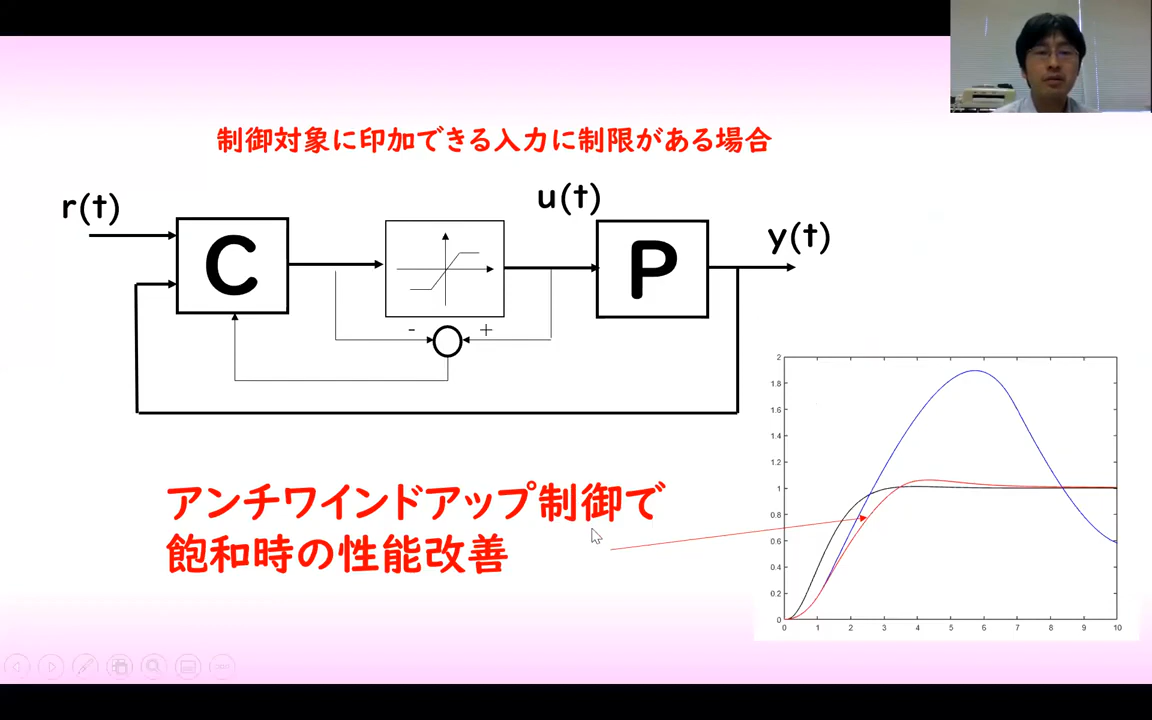 制御対象に印加できる入力に制限がある場合
r(t)
C
u(t)
P
y(t)
-
+
アンチワインドアップ制御で
飽和時の性能改善
2
1.8
1.6
1.4
1.2
1
0.8
0.6
0.4
0.2
0
0 1 2 3 4 5 6 7 8 9 10